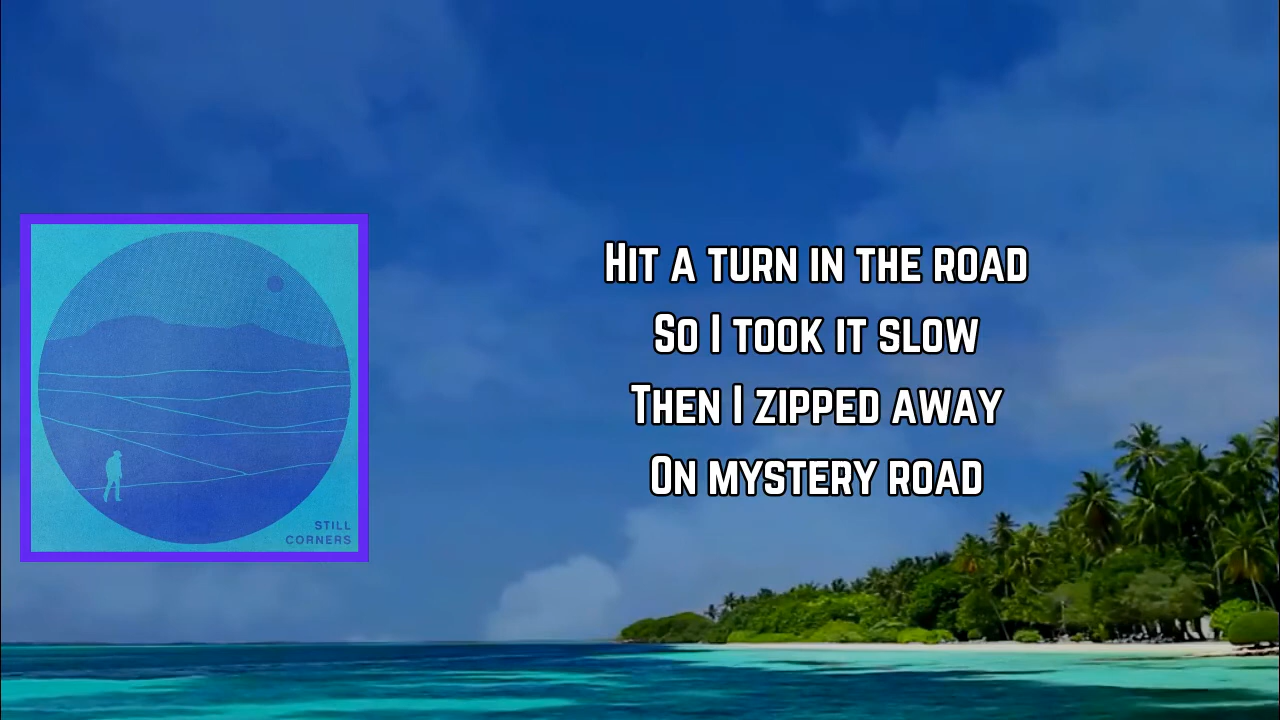 Hit a turn in the road
So I took it slow
Then I zipped away
On mystery road
STILL
CORNERS